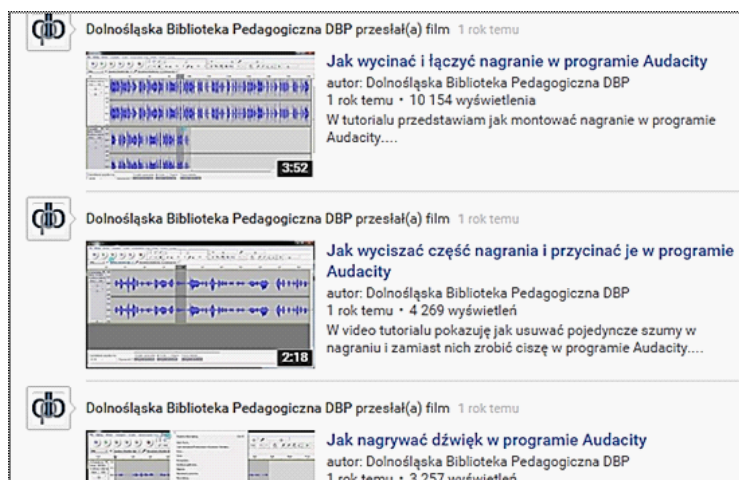 Dolnośląska Biblioteka Pedagogiczna DBP przesłał(a) film 1 rok temu
Jak wycinać i łączyć nagranie w programie Audacity
autor: Dolnośląska Biblioteka Pedagogiczna DBP
1 rok temu • 10 154 wyświetlenia
W tutorialu przedstawiam jak montować nagranie w programie
Audacity....
3:52
Dolnośląska Biblioteka Pedagogiczna DBP przesłał(a) film 1 rok temu
Jak wyciszać część nagrania i przycinać je w programie
Audacity
autor: Dolnośląska Biblioteka Pedagogiczna DBP
1 rok temu • 4 269 wyświetleń
W video tutorialu pokazuję jak usuwać pojedyncze szumy w
nagraniu i zamiast nich zrobić ciszę w programie Audacity....
2:18
Dolnośląska Biblioteka Pedagogiczna DBP przesłał(a) film 1 rok temu
Jak nagrywać dźwięk w programie Audacity
autor: Dolnośląska Biblioteka Pedagogiczna DBP
1 rok temu • 3 257 wyświetleń